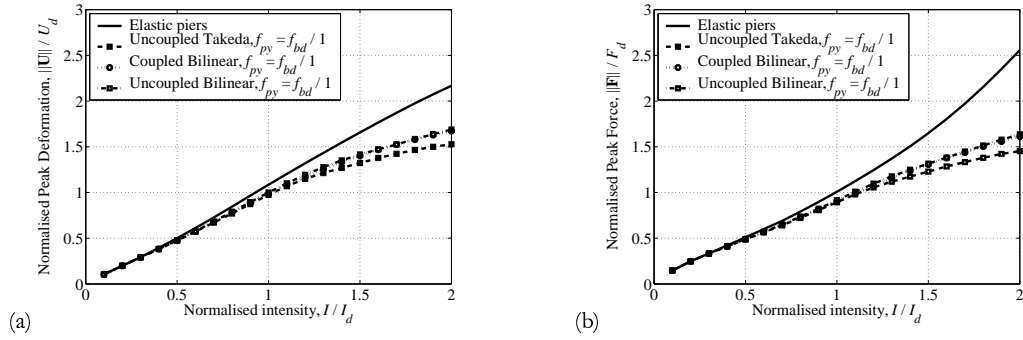 3
2.5
2
1.5
1
0.5
0
0 0.5 1 1.5 2
Normalised Peak Deformation, ||U|| / U_d
Normalised intensity, I / I_d
Elastic piers
Uncoupled Takeda, f_py = f_bd / 1
Coupled Bilinear, f_py = f_bd / 1
Uncoupled Bilinear, f_py = f_bd / 1
(a)
3
2.5
2
1.5
1
0.5
0
0 0.5 1 1.5 2
Normalised Peak Force, ||F|| / F_d
Normalised intensity, I / I_d
Elastic piers
Uncoupled Takeda, f_py = f_bd / 1
Coupled Bilinear, f_py = f_bd / 1
Uncoupled Bilinear, f_py = f_bd / 1
(b)